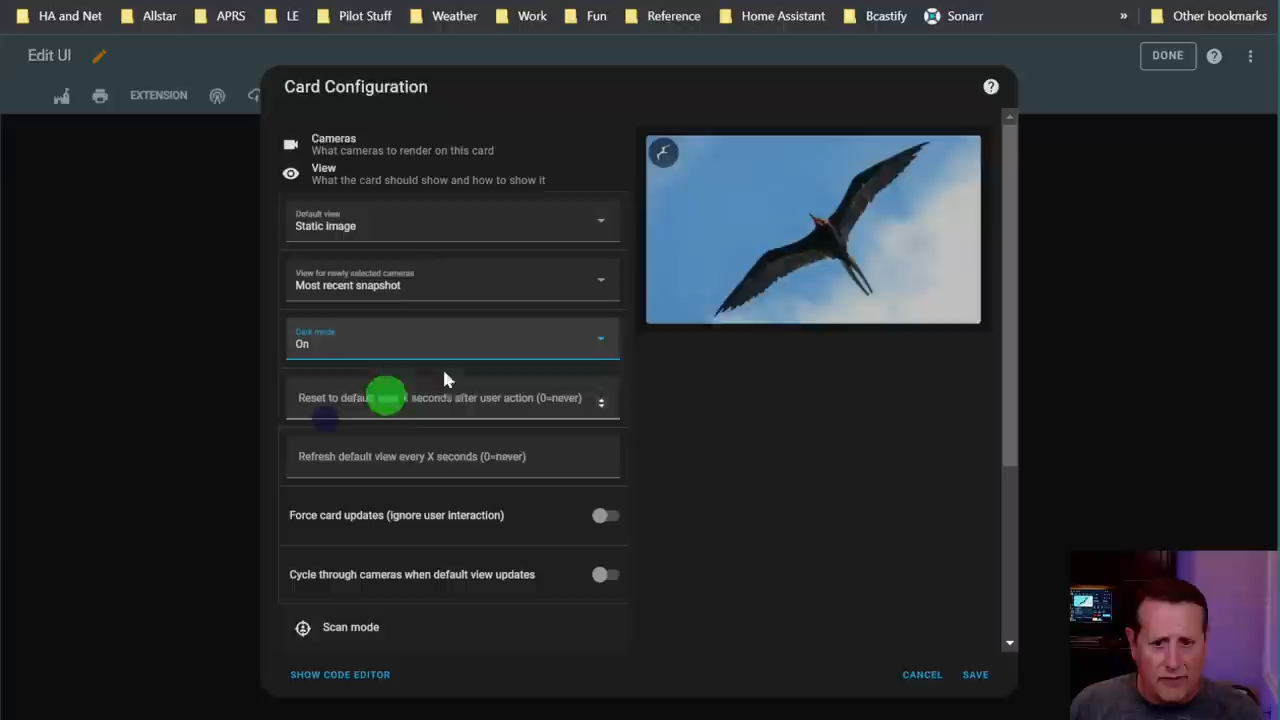 HA and Net
Allstar
APRS
LE
Pilot Stuff
Weather
Work
Fun
Reference
Home Assistant
Bcastify
Sonarr
»
Other bookmarks
Edit UI
DONE
EXTENSION
Card Configuration
Cameras
What cameras to render on this card
View
What the card should show and how to show it
Default view
Static image
View for newly selected cameras
Most recent snapshot
Dark mode
On
Reset to default view X seconds after user action (0=never)
Refresh default view every X seconds (0=never)
Force card updates (ignore user interaction)
Cycle through cameras when default view updates
Scan mode
SHOW CODE EDITOR
CANCEL
SAVE